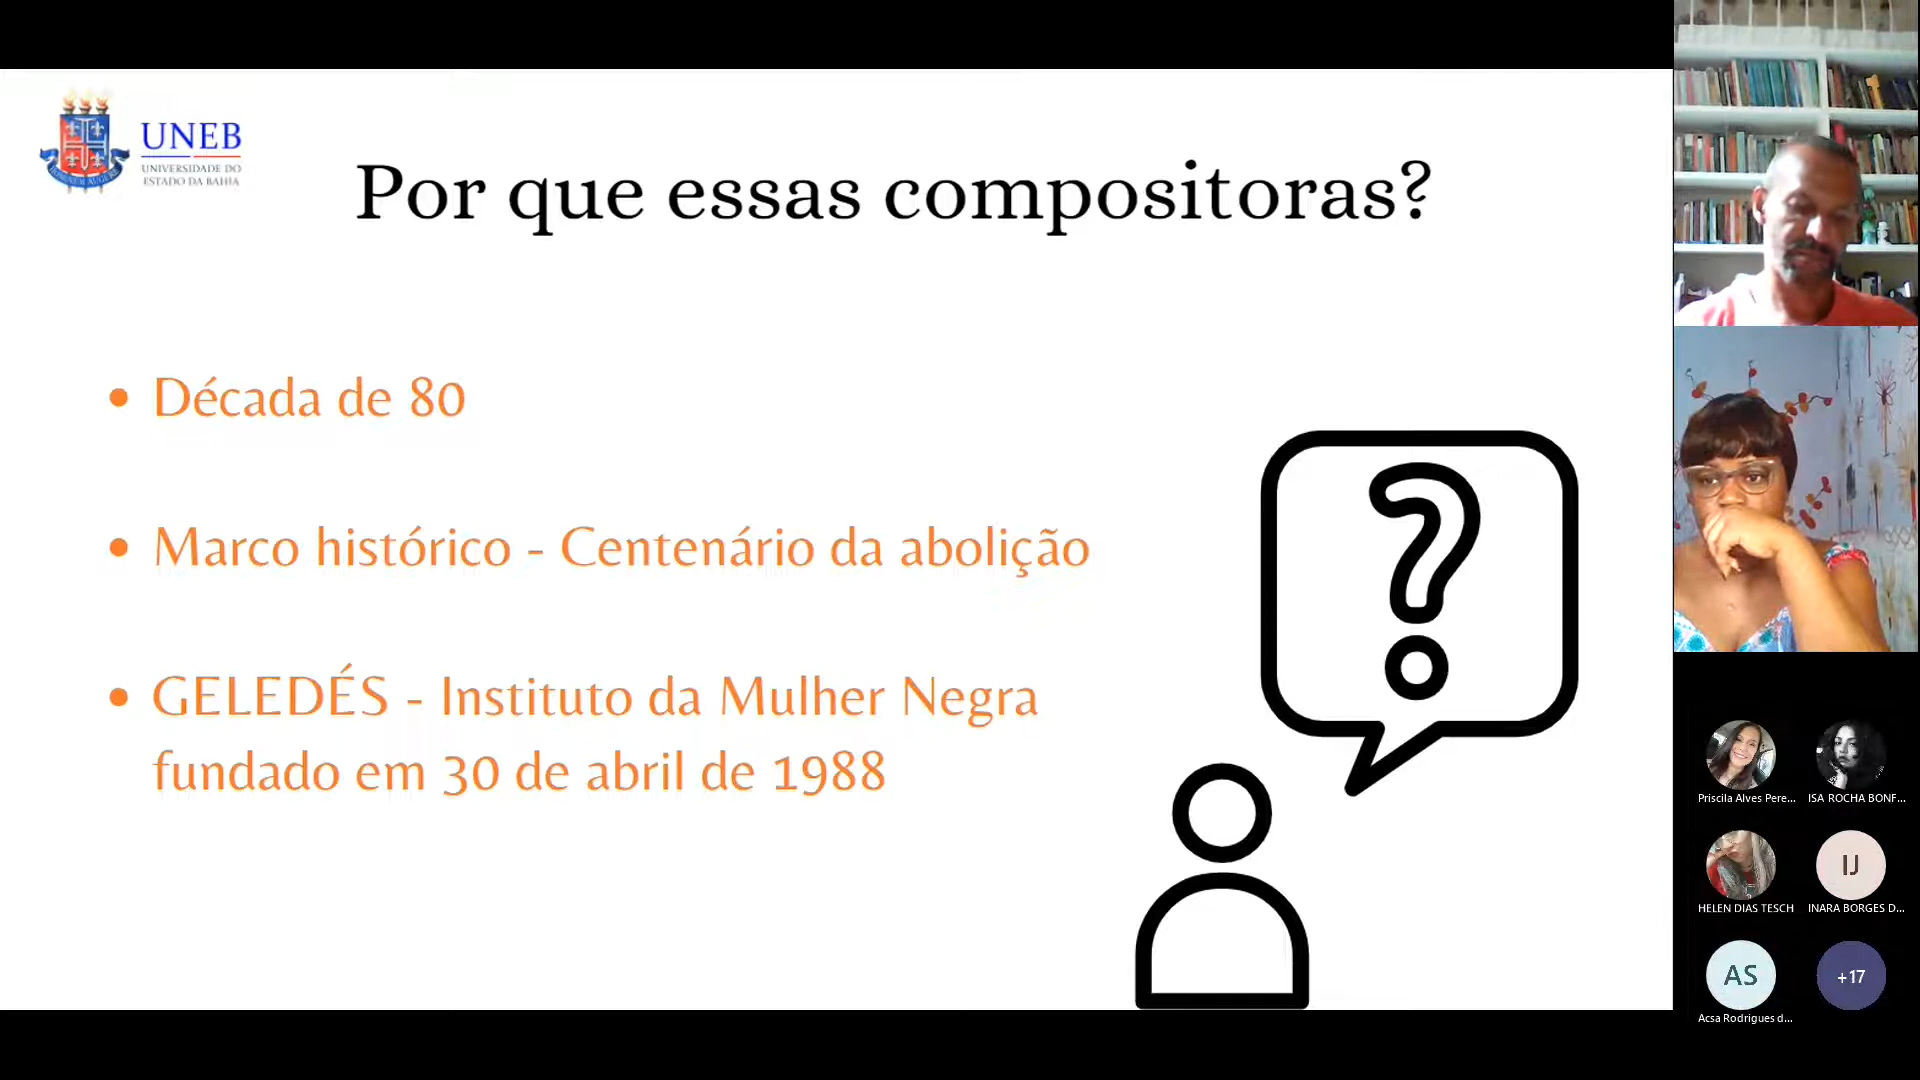 UNEB
UNIVERSIDADE DO
ESTADO DA BAHIA
Por que essas compositoras?
• Década de 80
• Marco histórico - Centenário da abolição
• GELEDÉS - Instituto da Mulher Negra
fundado em 30 de abril de 1988
Priscila Alves Pere...
ISA ROCHA BONF...
HELEN DIAS TESCH
IJ
INARA BORGES D...
AS
Acsa Rodrigues d...
+17